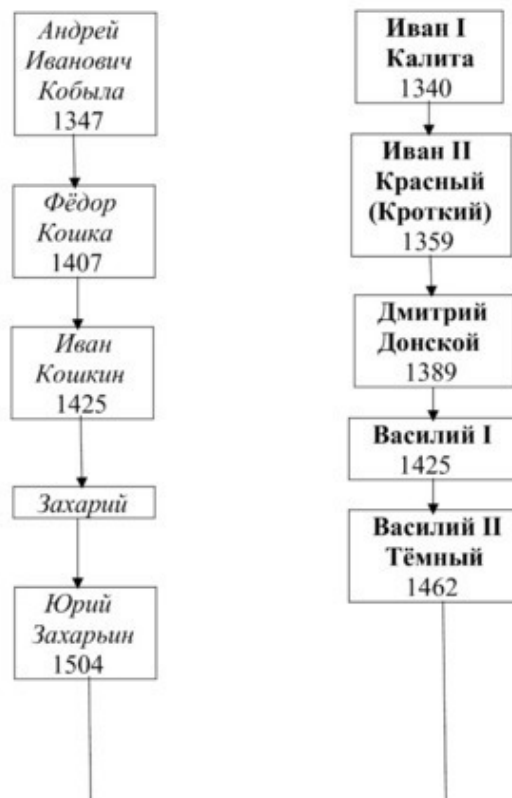 Андрей
Иванович
Кобыла
1347
Фёдор
Кошка
1407
Иван
Кошкин
1425
Захарий
Юрий
Захарьин
1504
Иван I
Калита
1340
Иван II
Красный
(Кроткий)
1359
Дмитрий
Донской
1389
Василий I
1425
Василий II
Тёмный
1462